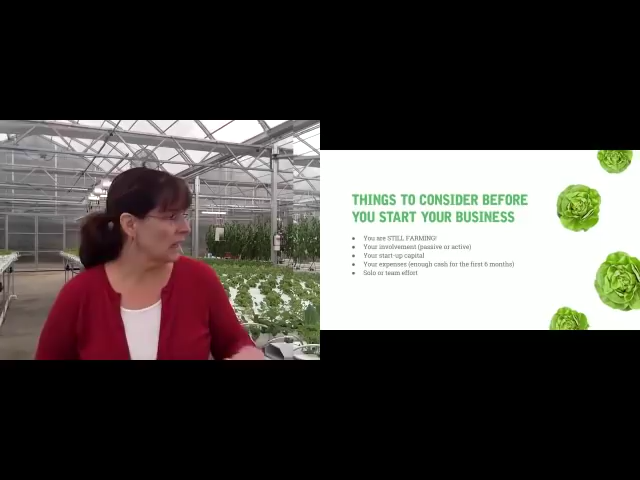 THINGS TO CONSIDER BEFORE
YOU START YOUR BUSINESS
● You are STILL FARMING!
● Your involvement (passive or active)
● Your start-up capital
● Your expenses (enough cash for the first 6 months)
● Solo or team effort